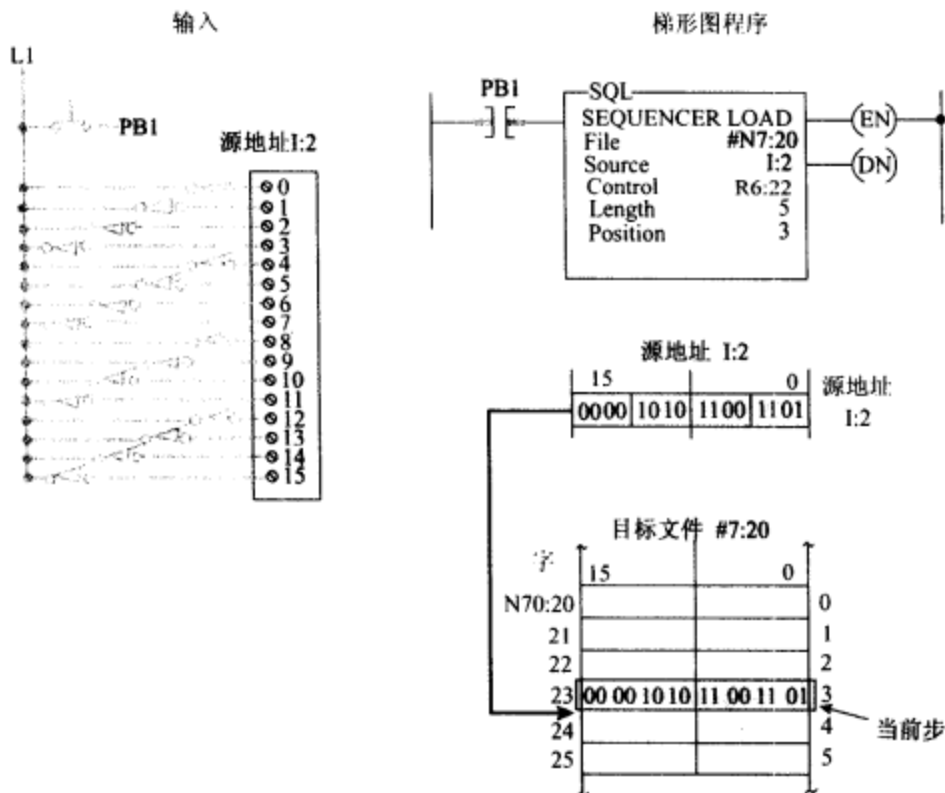 输入
L1
PB1
源地址I:2
0
1
2
3
4
5
6
7
8
9
10
11
12
13
14
15
梯形图程序
PB1
SQL
SEQUENCER LOAD
File #N7:20
Source I:2
Control R6:22
Length 5
Position 3
EN
DN
源地址 I:2
15 0
0000 1010 1100 1101
源地址
I:2
目标文件 #7:20
字
15 0
N70:20 0
21 1
22 2
23 00 00 10 10 11 00 11 01 3
24 4
25 5
当前步